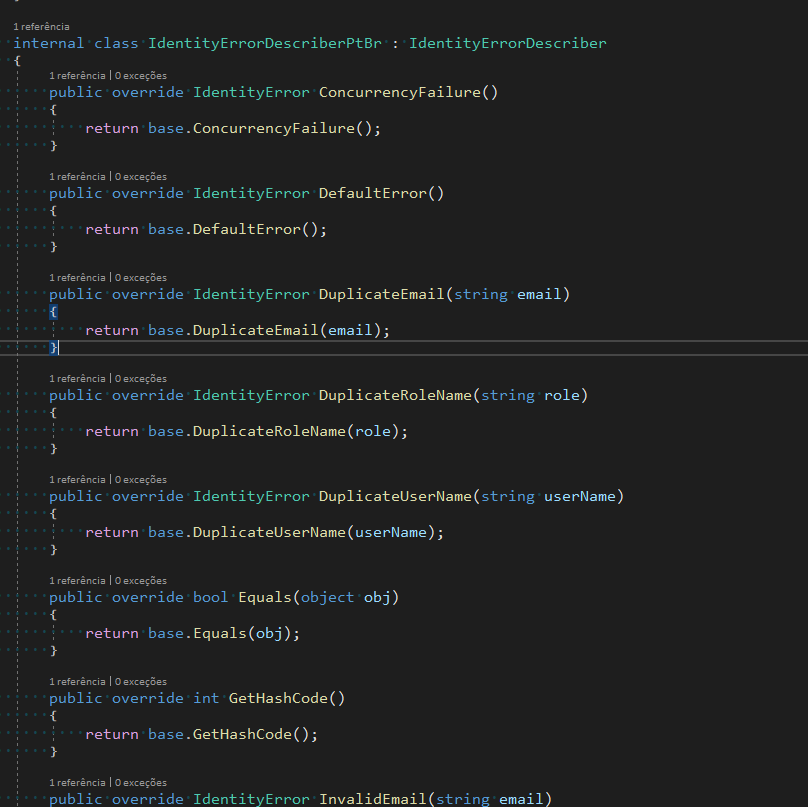 1 referência
internal class IdentityErrorDescriberPtBr : IdentityErrorDescriber
{
1 referência | 0 exceções
public override IdentityError ConcurrencyFailure()
{
return base.ConcurrencyFailure();
}
1 referência | 0 exceções
public override IdentityError DefaultError()
{
return base.DefaultError();
}
1 referência | 0 exceções
public override IdentityError DuplicateEmail(string email)
{
return base.DuplicateEmail(email);
}
1 referência | 0 exceções
public override IdentityError DuplicateRoleName(string role)
{
return base.DuplicateRoleName(role);
}
1 referência | 0 exceções
public override IdentityError DuplicateUserName(string userName)
{
return base.DuplicateUserName(userName);
}
1 referência | 0 exceções
public override bool Equals(object obj)
{
return base.Equals(obj);
}
1 referência | 0 exceções
public override int GetHashCode()
{
return base.GetHashCode();
}
1 referência | 0 exceções
public override IdentityError InvalidEmail(string email)